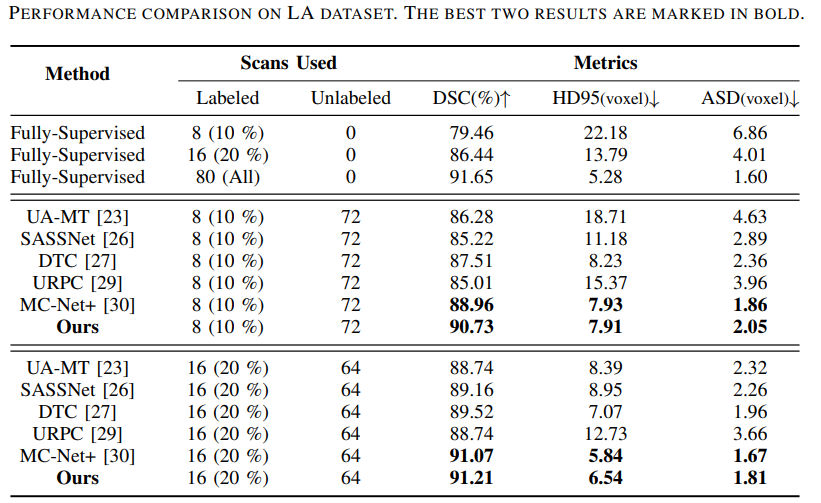 PERFORMANCE COMPARISON ON LA DATASET. THE BEST TWO RESULTS ARE MARKED IN BOLD.
Method Scans Used Metrics
Labeled Unlabeled DSC(%)↑ HD95(voxel)↓ ASD(voxel)↓
Fully-Supervised 8 (10 %) 0 79.46 22.18 6.86
Fully-Supervised 16 (20 %) 0 86.44 13.79 4.01
Fully-Supervised 80 (All) 0 91.65 5.28 1.60
UA-MT [23] 8 (10 %) 72 86.28 18.71 4.63
SASSNet [26] 8 (10 %) 72 85.22 11.18 2.89
DTC [27] 8 (10 %) 72 87.51 8.23 2.36
URPC [29] 8 (10 %) 72 85.01 15.37 3.96
MC-Net+ [30] 8 (10 %) 72 88.96 7.93 1.86
Ours 8 (10 %) 72 90.73 7.91 2.05
UA-MT [23] 16 (20 %) 64 88.74 8.39 2.32
SASSNet [26] 16 (20 %) 64 89.16 8.95 2.26
DTC [27] 16 (20 %) 64 89.52 7.07 1.96
URPC [29] 16 (20 %) 64 88.74 12.73 3.66
MC-Net+ [30] 16 (20 %) 64 91.07 5.84 1.67
Ours 16 (20 %) 64 91.21 6.54 1.81